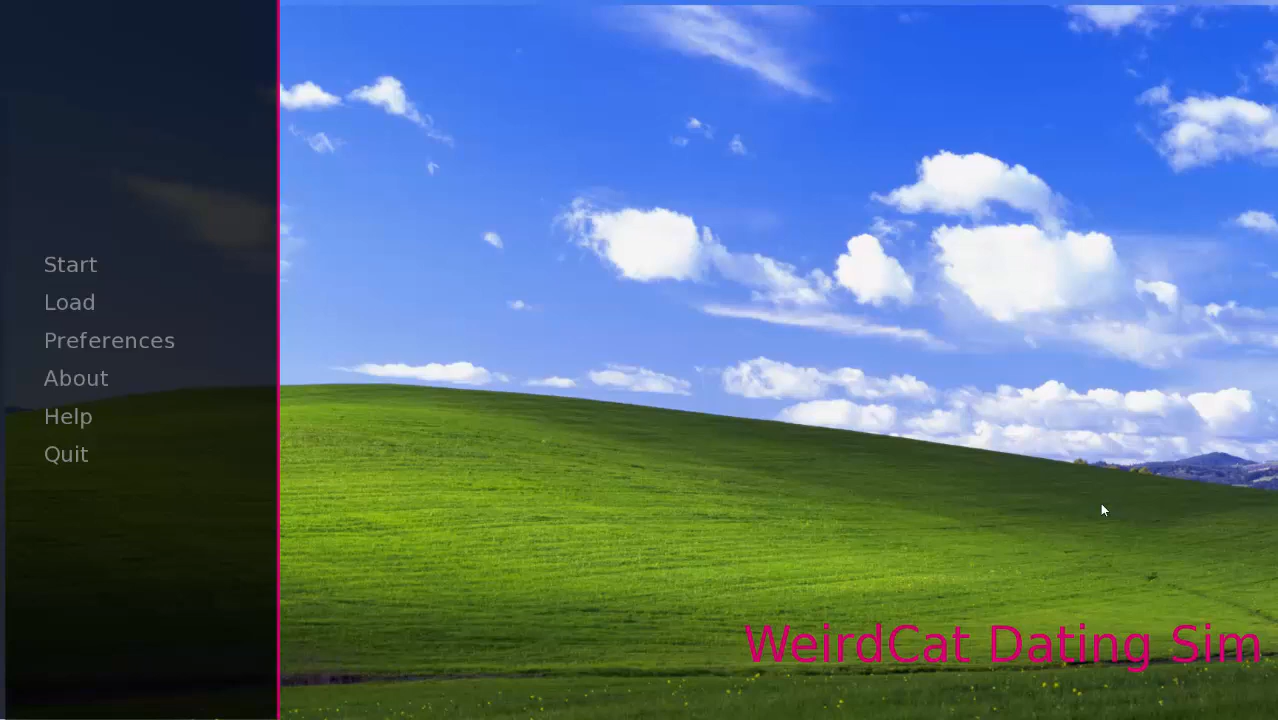 Start
Load
Preferences
About
Help
Quit
WeirdCat Dating Sim